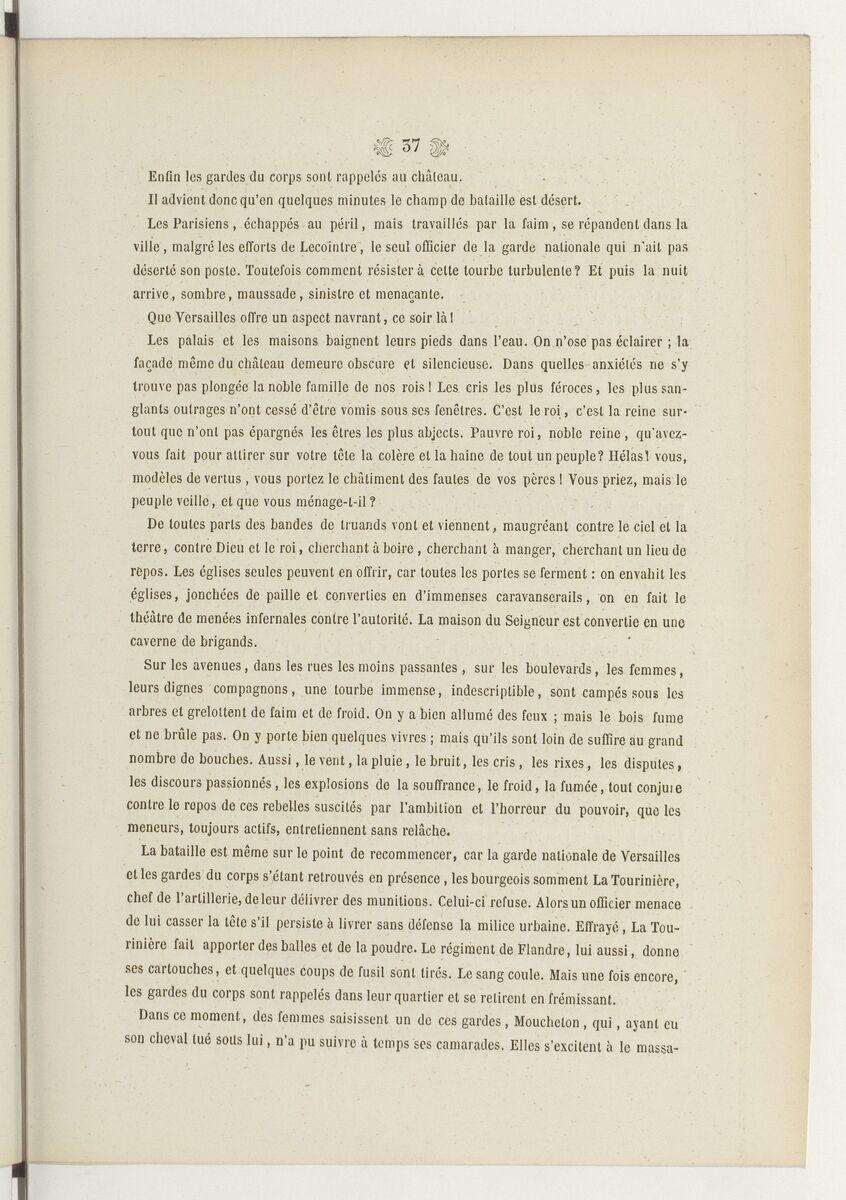 37
Enfin les gardes du corps sont rappelés au château.
Il advient donc qu'en quelques minutes le champ de bataille est désert.
Les Parisiens, échappés au péril, mais travaillés par la faim, se répandent dans la
ville, malgré les efforts de Lecointre, le seul officier de la garde nationale qui n'ait pas
déserté son poste. Toutefois comment résister à cette tourbe turbulente? Et puis la nuit
arrive, sombre, maussade, sinistre et menaçante.
Que Versailles offre un aspect navrant, ce soir là!
Les palais et les maisons baignent leurs pieds dans l'eau. On n'ose pas éclairer; la
façade même du château demeure obscure et silencieuse. Dans quelles anxiétés ne s'y
trouve pas plongée la noble famille de nos rois! Les cris les plus féroces, les plus san-
glants outrages n'ont cessé d'être vomis sous ses fenêtres. C'est le roi, c'est la reine sur-
tout que n'ont pas épargnés les êtres les plus abjects. Pauvre roi, noble reine, qu'avez-
vous fait pour attirer sur votre tête la colère et la haine de tout un peuple? Hélas! vous,
modèles de vertus, vous portez le châtiment des fautes de vos pères! Vous priez, mais le
peuple veille, et que vous ménage-t-il?
De toutes parts des bandes de truands vont et viennent, maugréant contre le ciel et la
terre, contre Dieu et le roi, cherchant à boire, cherchant à manger, cherchant un lieu de
repos. Les églises seules peuvent en offrir, car toutes les portes se ferment : on envahit les
églises, jonchées de paille et converties en d'immenses caravanserails, on en fait le
théâtre de menées infernales contre l'autorité. La maison du Seigneur est convertie en une
caverne de brigands.
Sur les avenues, dans les rues les moins passantes, sur les boulevards, les femmes,
leurs dignes compagnons, une tourbe immense, indescriptible, sont campés sous les
arbres et grelottent de faim et de froid. On y a bien allumé des feux; mais le bois fume
et ne brûle pas. On y porte bien quelques vivres; mais qu'ils sont loin de suffire au grand
nombre de bouches. Aussi, le vent, la pluie, le bruit, les cris, les rixes, les disputes,
les discours passionnés, les explosions de la souffrance, le froid, la fumée, tout conjure
contre le repos de ces rebelles suscités par l'ambition et l'horreur du pouvoir, que les
meneurs, toujours actifs, entretiennent sans relâche.
La bataille est même sur le point de recommencer, car la garde nationale de Versailles
et les gardes du corps s'étant retrouvés en présence, les bourgeois somment La Tourinière,
chef de l'artillerie, de leur délivrer des munitions. Celui-ci refuse. Alors un officier menace
de lui casser la tête s'il persiste à livrer sans défense la milice urbaine. Effrayé, La Tou-
rinière fait apporter des balles et de la poudre. Le régiment de Flandre, lui aussi, donne
ses cartouches, et quelques coups de fusil sont tirés. Le sang coule. Mais une fois encore,
les gardes du corps sont rappelés dans leur quartier et se retirent en frémissant.
Dans ce moment, des femmes saisissent un de ces gardes, Moucheton, qui, ayant eu
son cheval tué sous lui, n'a pu suivre à temps ses camarades. Elles s'excitent à le massa-